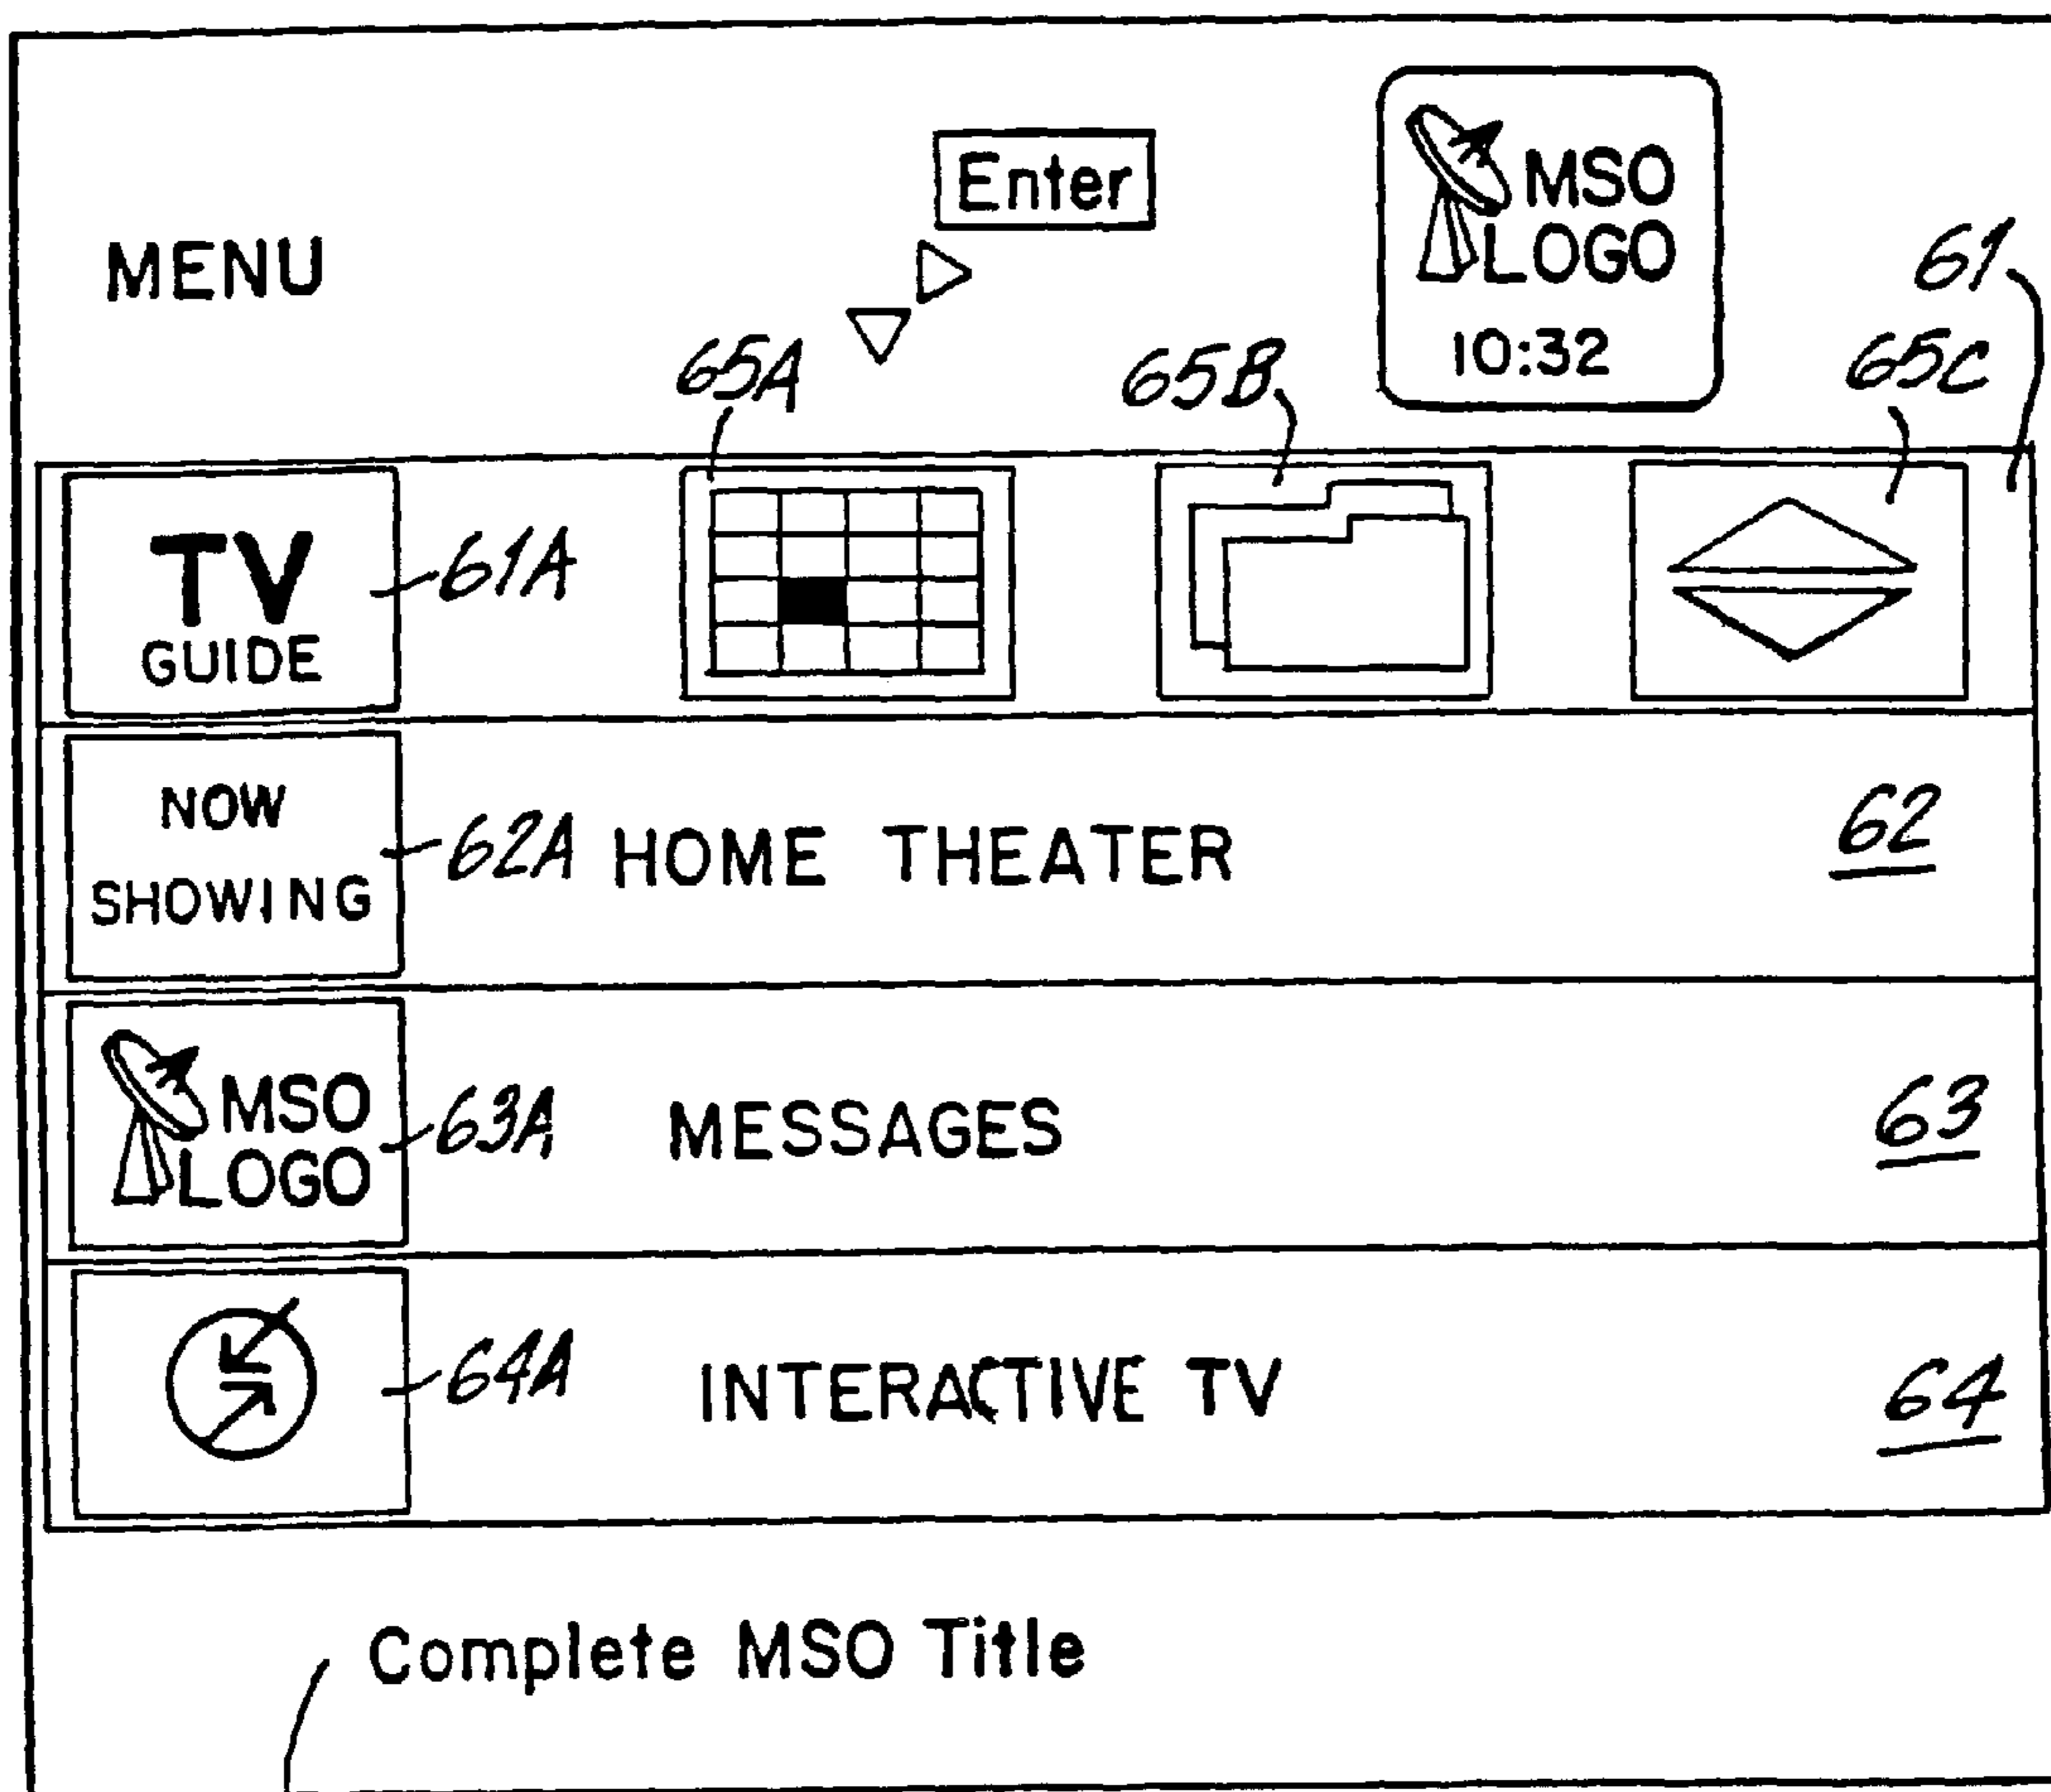 Enter
MSO
LOGO
10:32
MENU
61
65A
65B
65C
TV
GUIDE
61A
NOW
SHOWING
62A
HOME THEATER
62
MSO
LOGO
63A
MESSAGES
63
64A
INTERACTIVE TV
64
Complete MSO Title